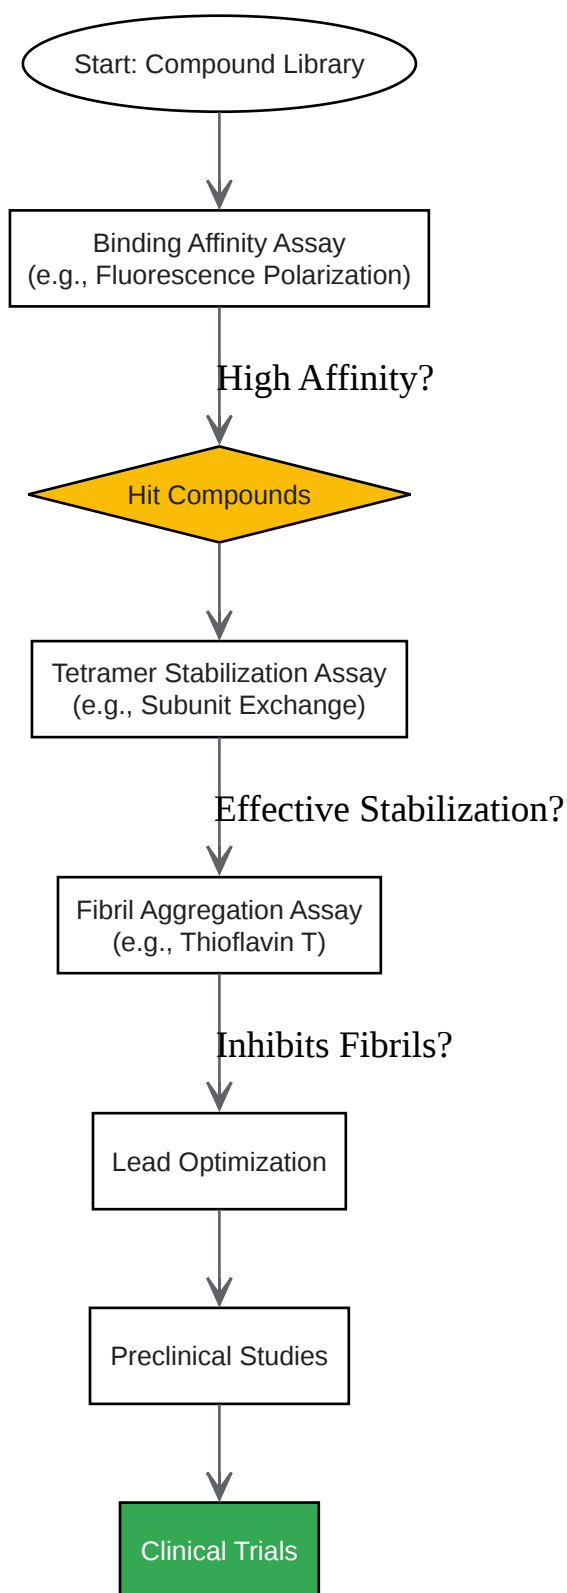 Start: Compound Library
Binding Affinity Assay
(e.g., Fluorescence Polarization)
High Affinity?
Hit Compounds
Tetramer Stabilization Assay
(e.g., Subunit Exchange)
Effective Stabilization?
Fibril Aggregation Assay
(e.g., Thioflavin T)
Inhibits Fibrils?
Lead Optimization
Preclinical Studies
Clinical Trials